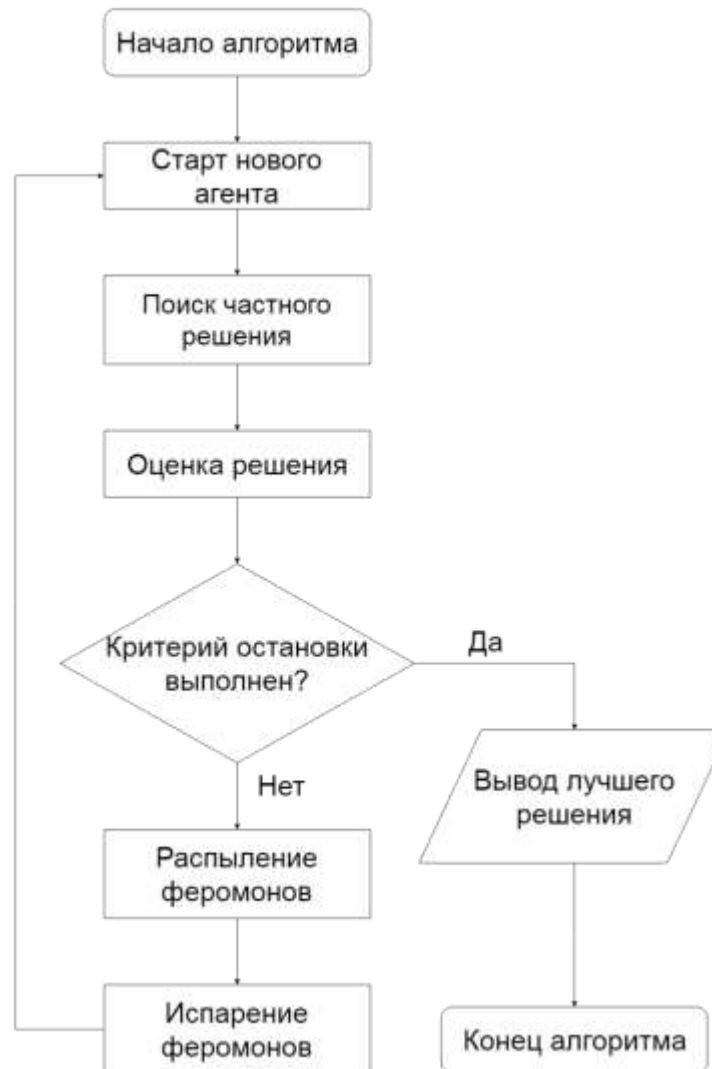 Начало алгоритма
Старт нового
агента
Поиск частного
решения
Оценка решения
Критерий остановки
выполнен?
Да
Нет
Вывод лучшего
решения
Распыление
феромонов
Испарение
феромонов
Конец алгоритма